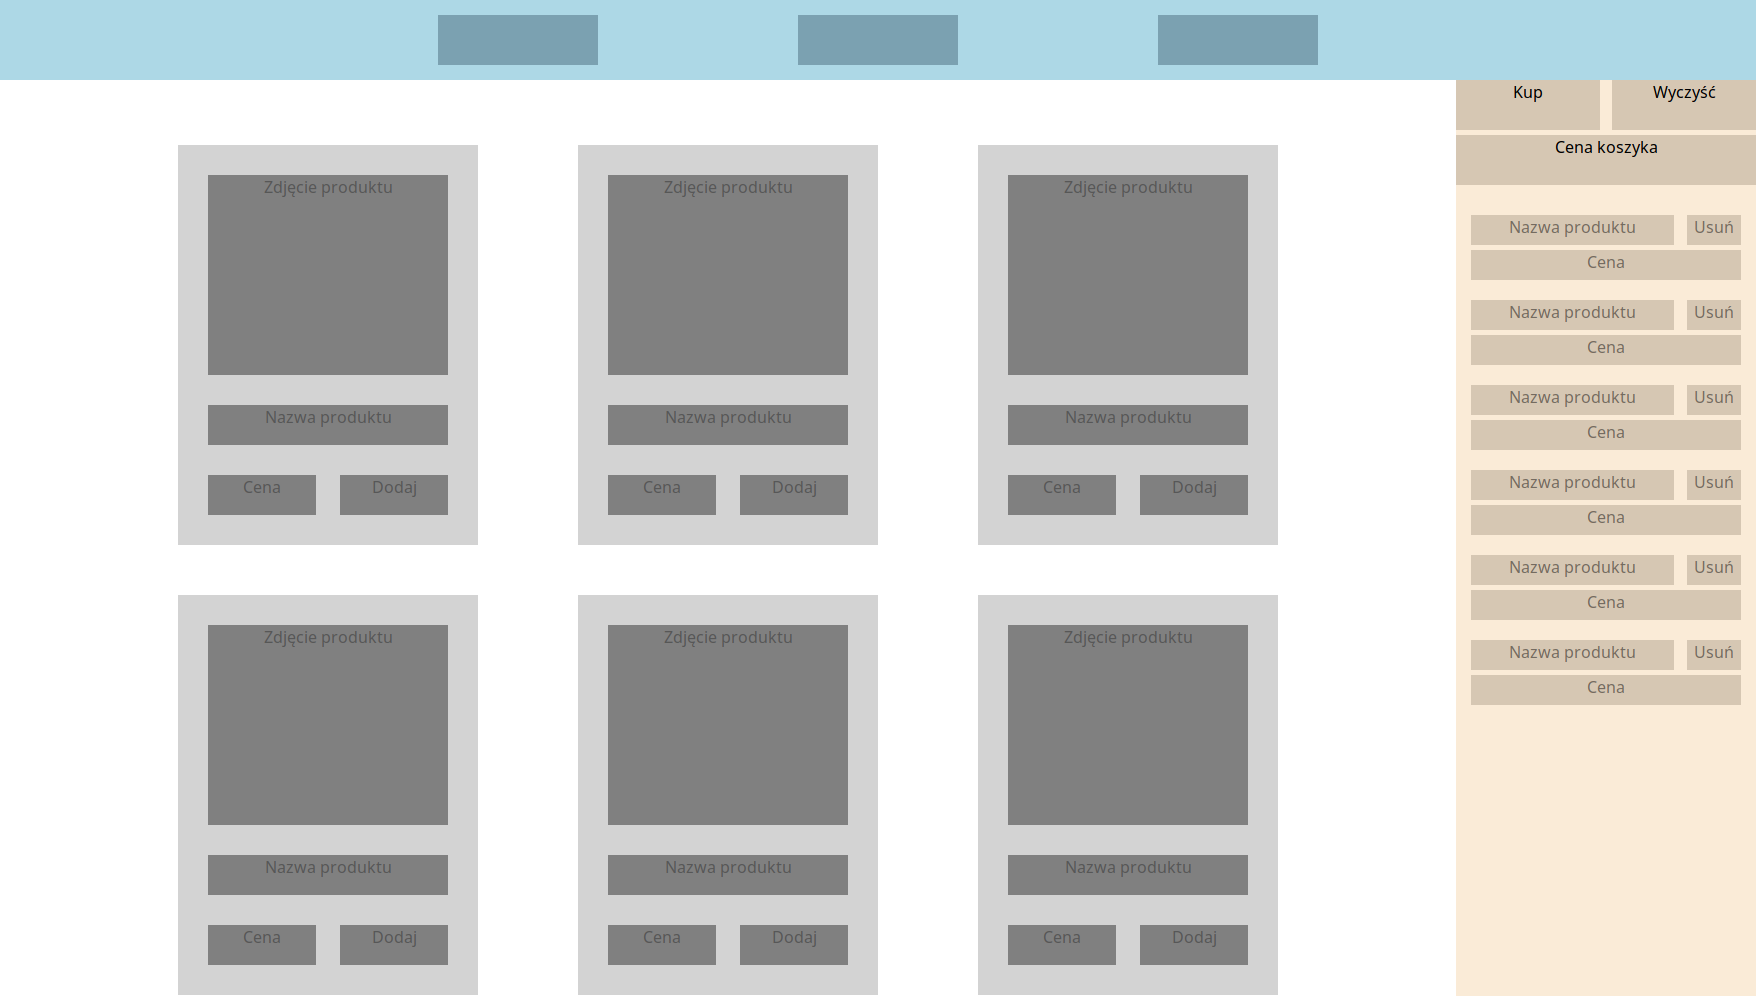 Kup
Wyczyść
Cena koszyka
Zdjęcie produktu
Nazwa produktu
Cena
Dodaj
Zdjęcie produktu
Nazwa produktu
Cena
Dodaj
Zdjęcie produktu
Nazwa produktu
Cena
Dodaj
Zdjęcie produktu
Nazwa produktu
Cena
Dodaj
Zdjęcie produktu
Nazwa produktu
Cena
Dodaj
Zdjęcie produktu
Nazwa produktu
Cena
Dodaj
Nazwa produktu
Usuń
Cena
Nazwa produktu
Usuń
Cena
Nazwa produktu
Usuń
Cena
Nazwa produktu
Usuń
Cena
Nazwa produktu
Usuń
Cena
Nazwa produktu
Usuń
Cena